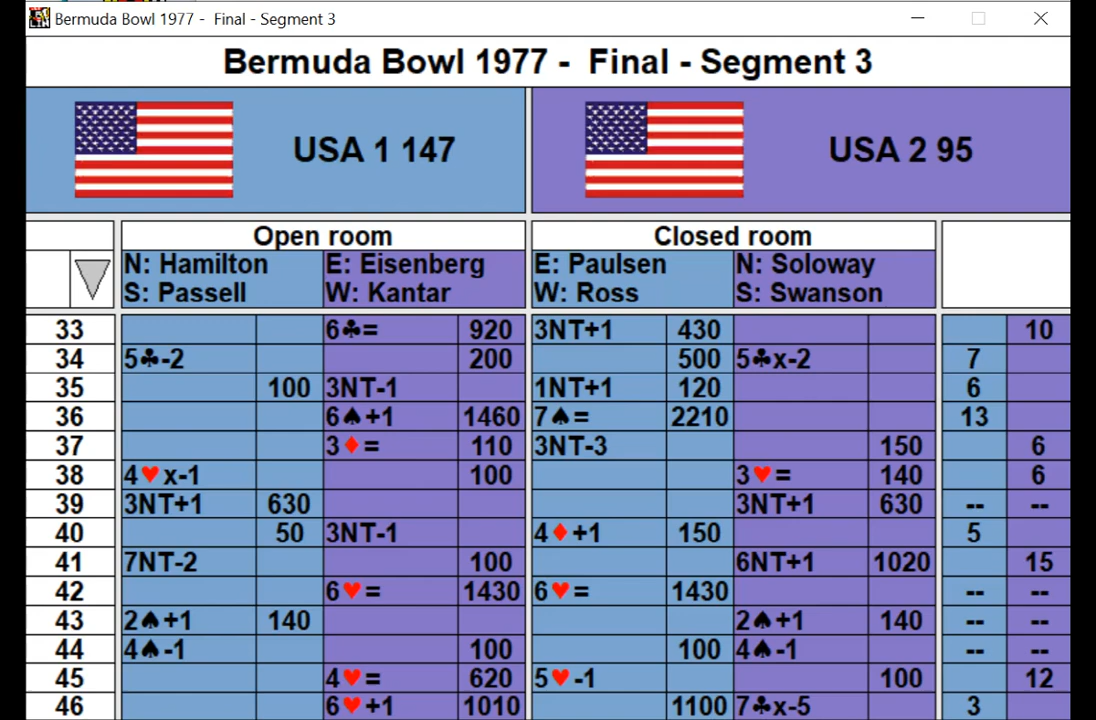 Bermuda Bowl 1977 - Final - Segment 3
Bermuda Bowl 1977 - Final - Segment 3
USA 1 147 USA 2 95
Open room Closed room
N: Hamilton E: Eisenberg E: Paulsen N: Soloway
S: Passell W: Kantar W: Ross S: Swanson
33 6♣= 920 3NT+1 430 10
34 5♣-2 200 500 5♣x-2 7
35 100 3NT-1 1NT+1 120 6
36 6♠+1 1460 7♠= 2210 13
37 3♦= 110 3NT-3 150 6
38 4♥x-1 100 3♥= 140 6
39 3NT+1 630 3NT+1 630 -- --
40 50 3NT-1 4♦+1 150 5
41 7NT-2 100 6NT+1 1020 15
42 6♥= 1430 6♥= 1430 -- --
43 2♠+1 140 2♠+1 140 -- --
44 4♠-1 100 100 4♠-1 -- --
45 4♥= 620 5♥-1 100 12
46 6♥+1 1010 1100 7♣x-5 3